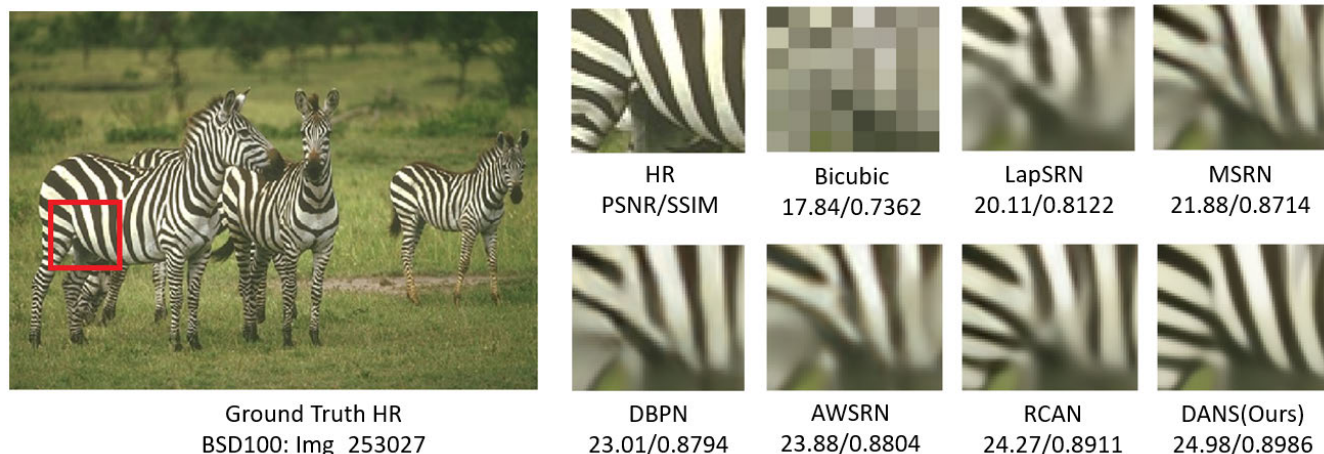 HR
PSNR/SSIM
Bicubic
17.84/0.7362
LapSRN
20.11/0.8122
MSRN
21.88/0.8714
Ground Truth HR
BSD100: Img_253027
DBPN
23.01/0.8794
AWSRN
23.88/0.8804
RCAN
24.27/0.8911
DANS(Ours)
24.98/0.8986